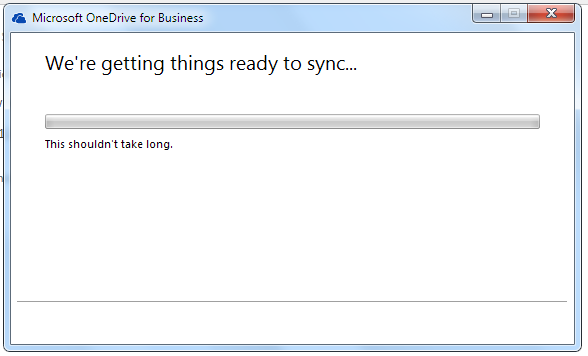 Microsoft OneDrive for Business
We're getting things ready to sync...
This shouldn't take long.